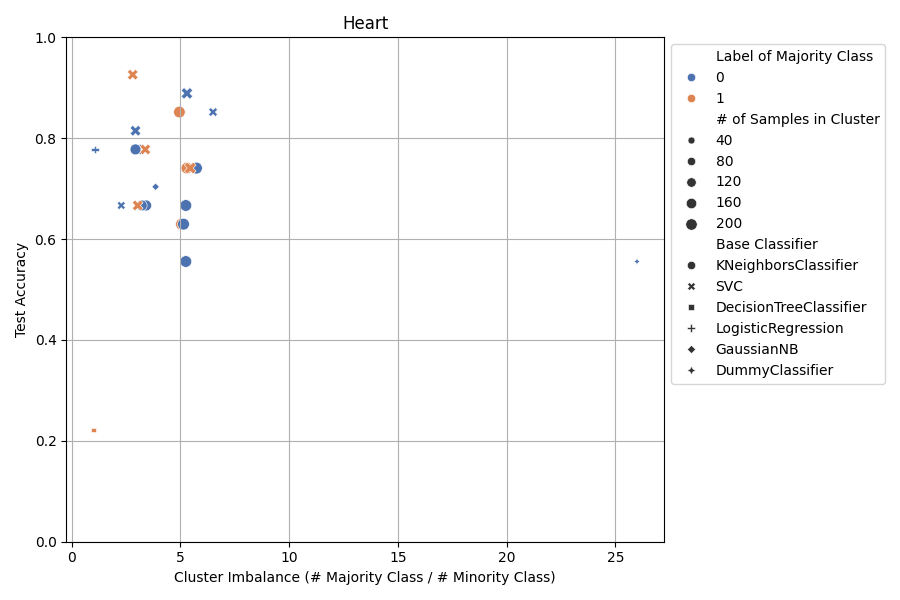 Heart
1.0
0.8
0.6
0.4
0.2
0.0
Test Accuracy
0
5
10
15
20
25
Cluster Imbalance (# Majority Class / # Minority Class)
Label of Majority Class
0
1
# of Samples in Cluster
40
80
120
160
200
Base Classifier
KNeighborsClassifier
SVC
DecisionTreeClassifier
LogisticRegression
GaussianNB
DummyClassifier